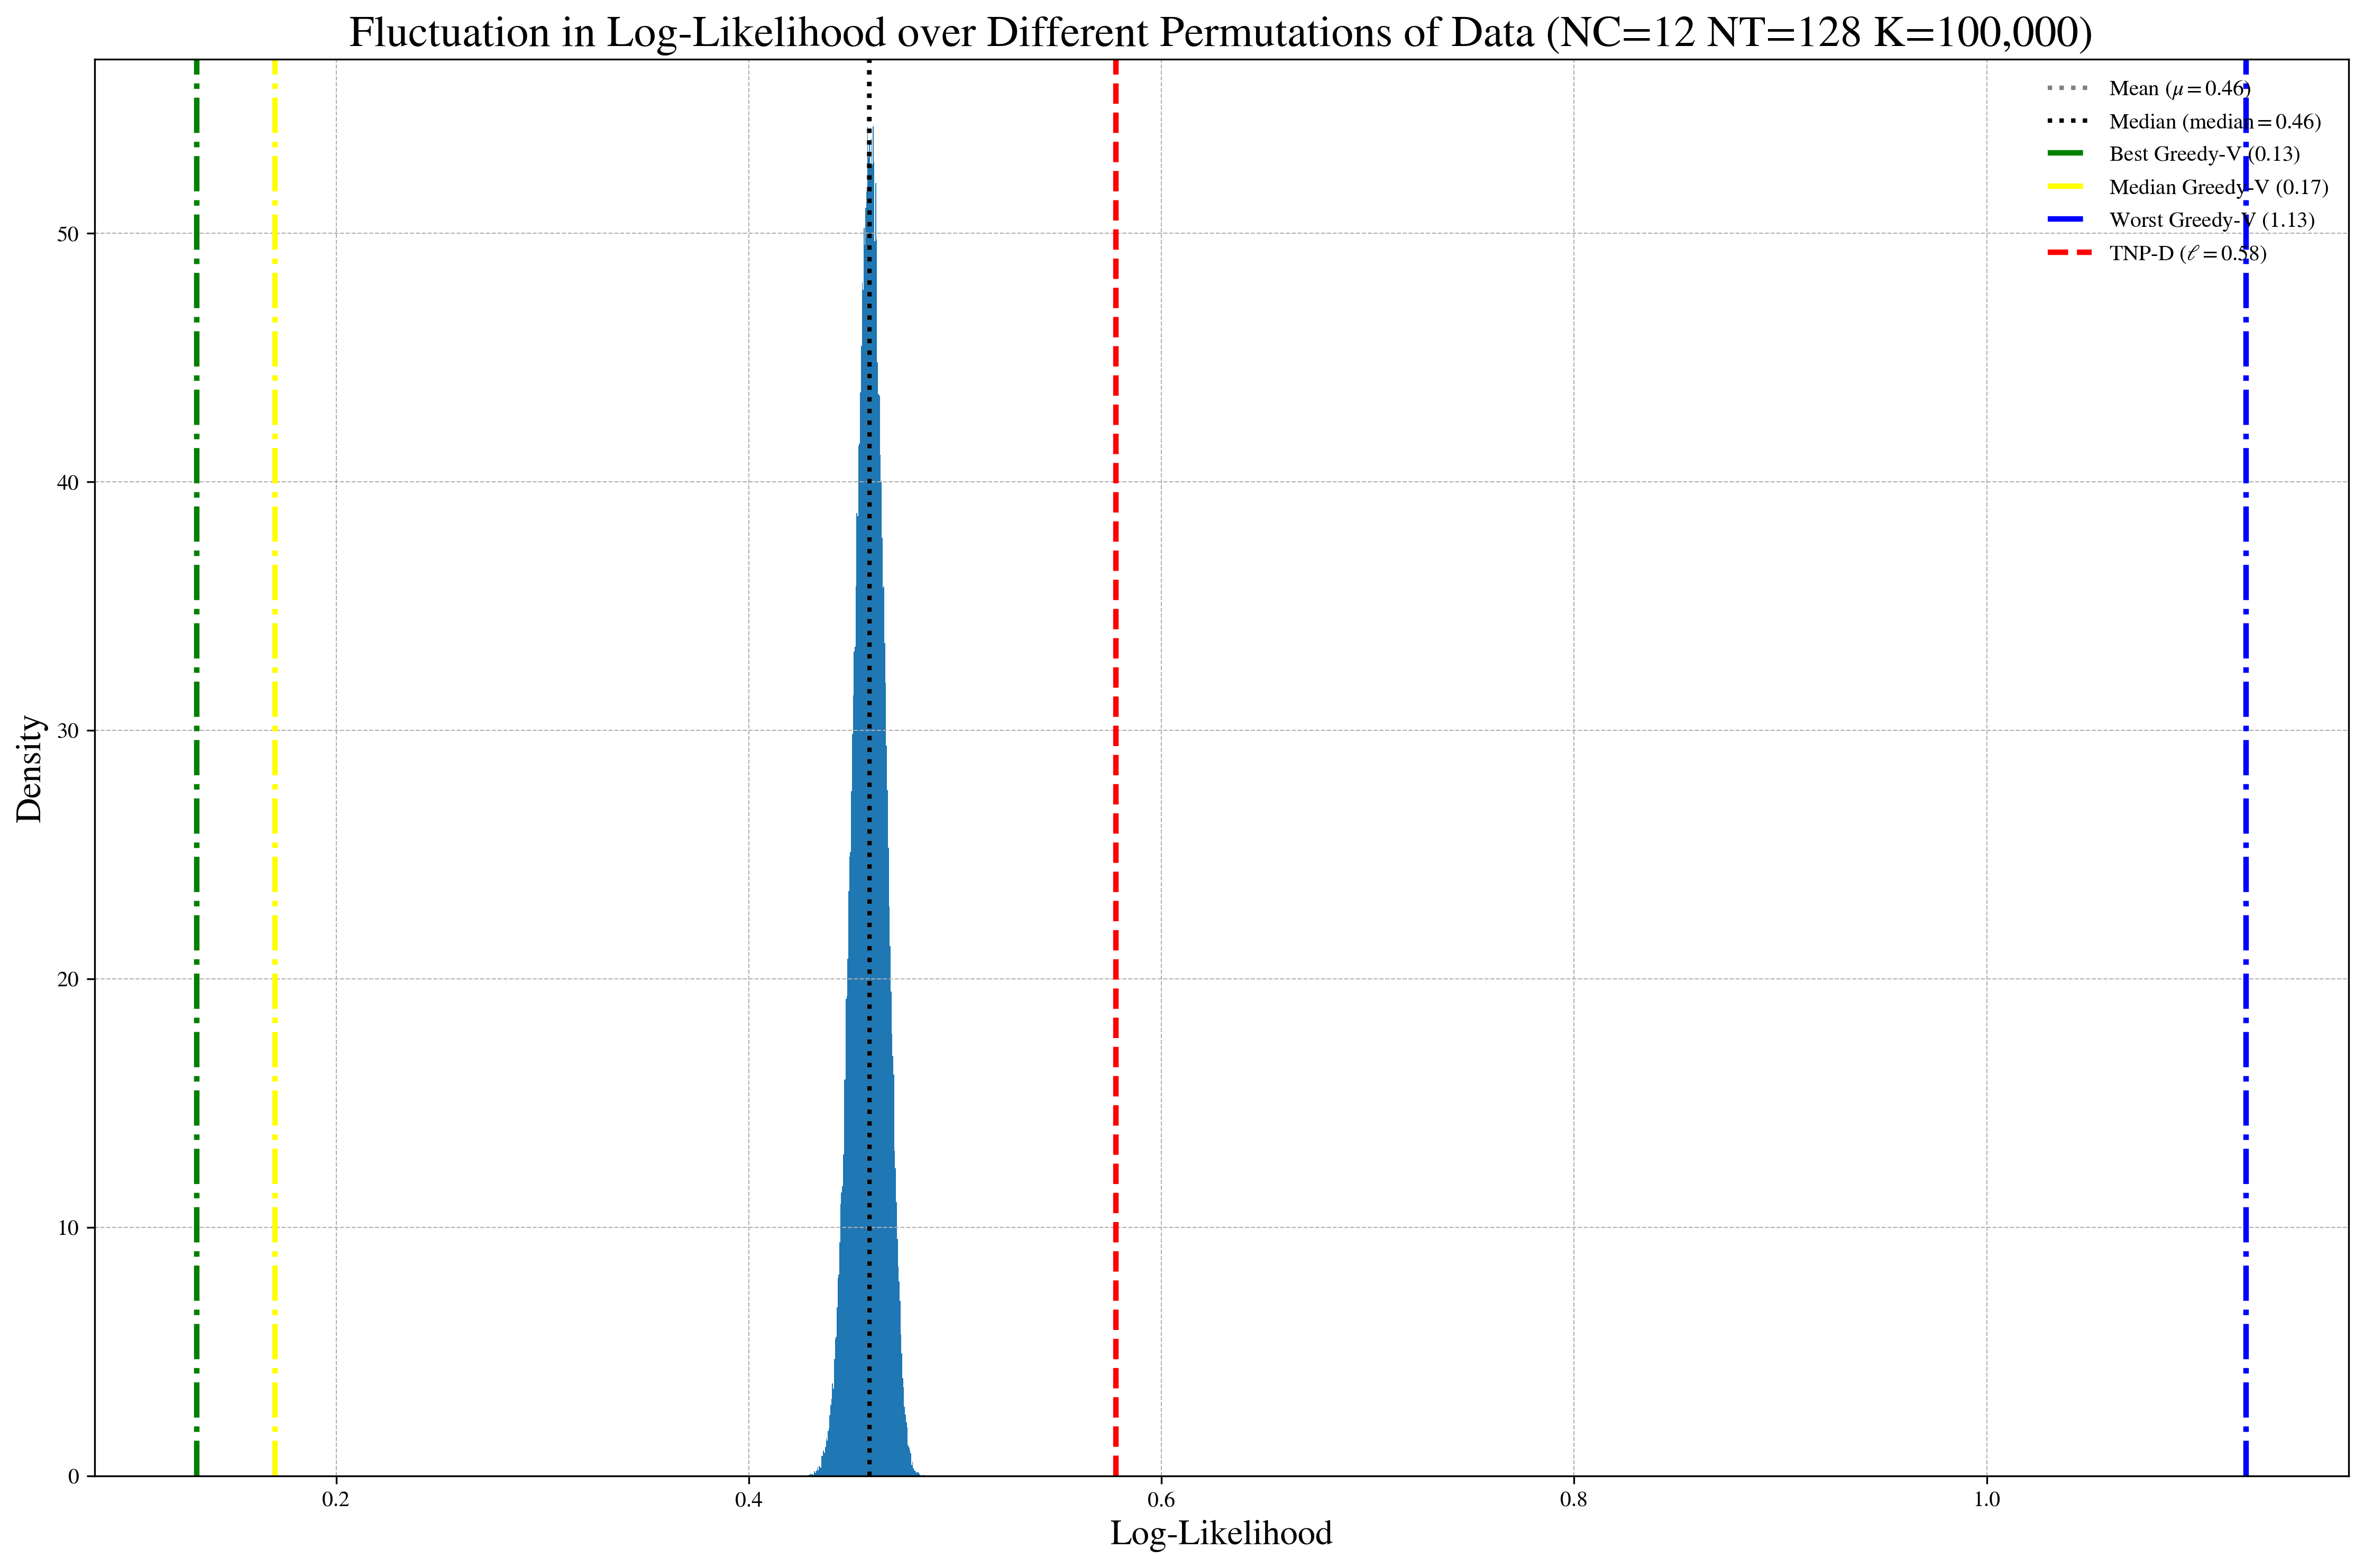 Fluctuation in Log-Likelihood over Different Permutations of Data (NC=12 NT=128 K=100,000)
Mean (μ = 0.46)
Median (median = 0.46)
Best Greedy-V (0.13)
Median Greedy-V (0.17)
Worst Greedy-V (1.13)
TNP-D (ℓ = 0.58)
Density
50
40
30
20
10
0
0.2
0.4
0.6
0.8
1.0
Log-Likelihood